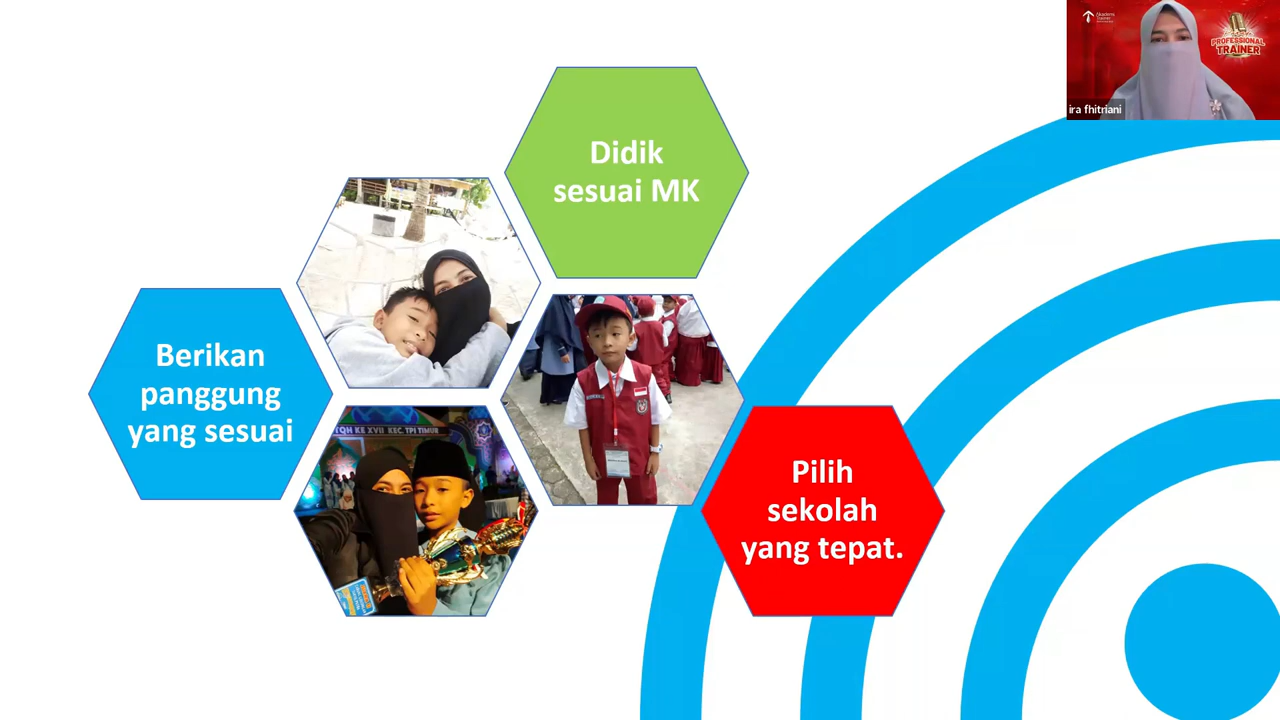 Didik
sesuai MK
Berikan
panggung
yang sesuai
Pilih
sekolah
yang tepat.
TQH KE XVII KEC. TPI TIMUR
PROFESSIONAL
TRAINER
ira fhitriani